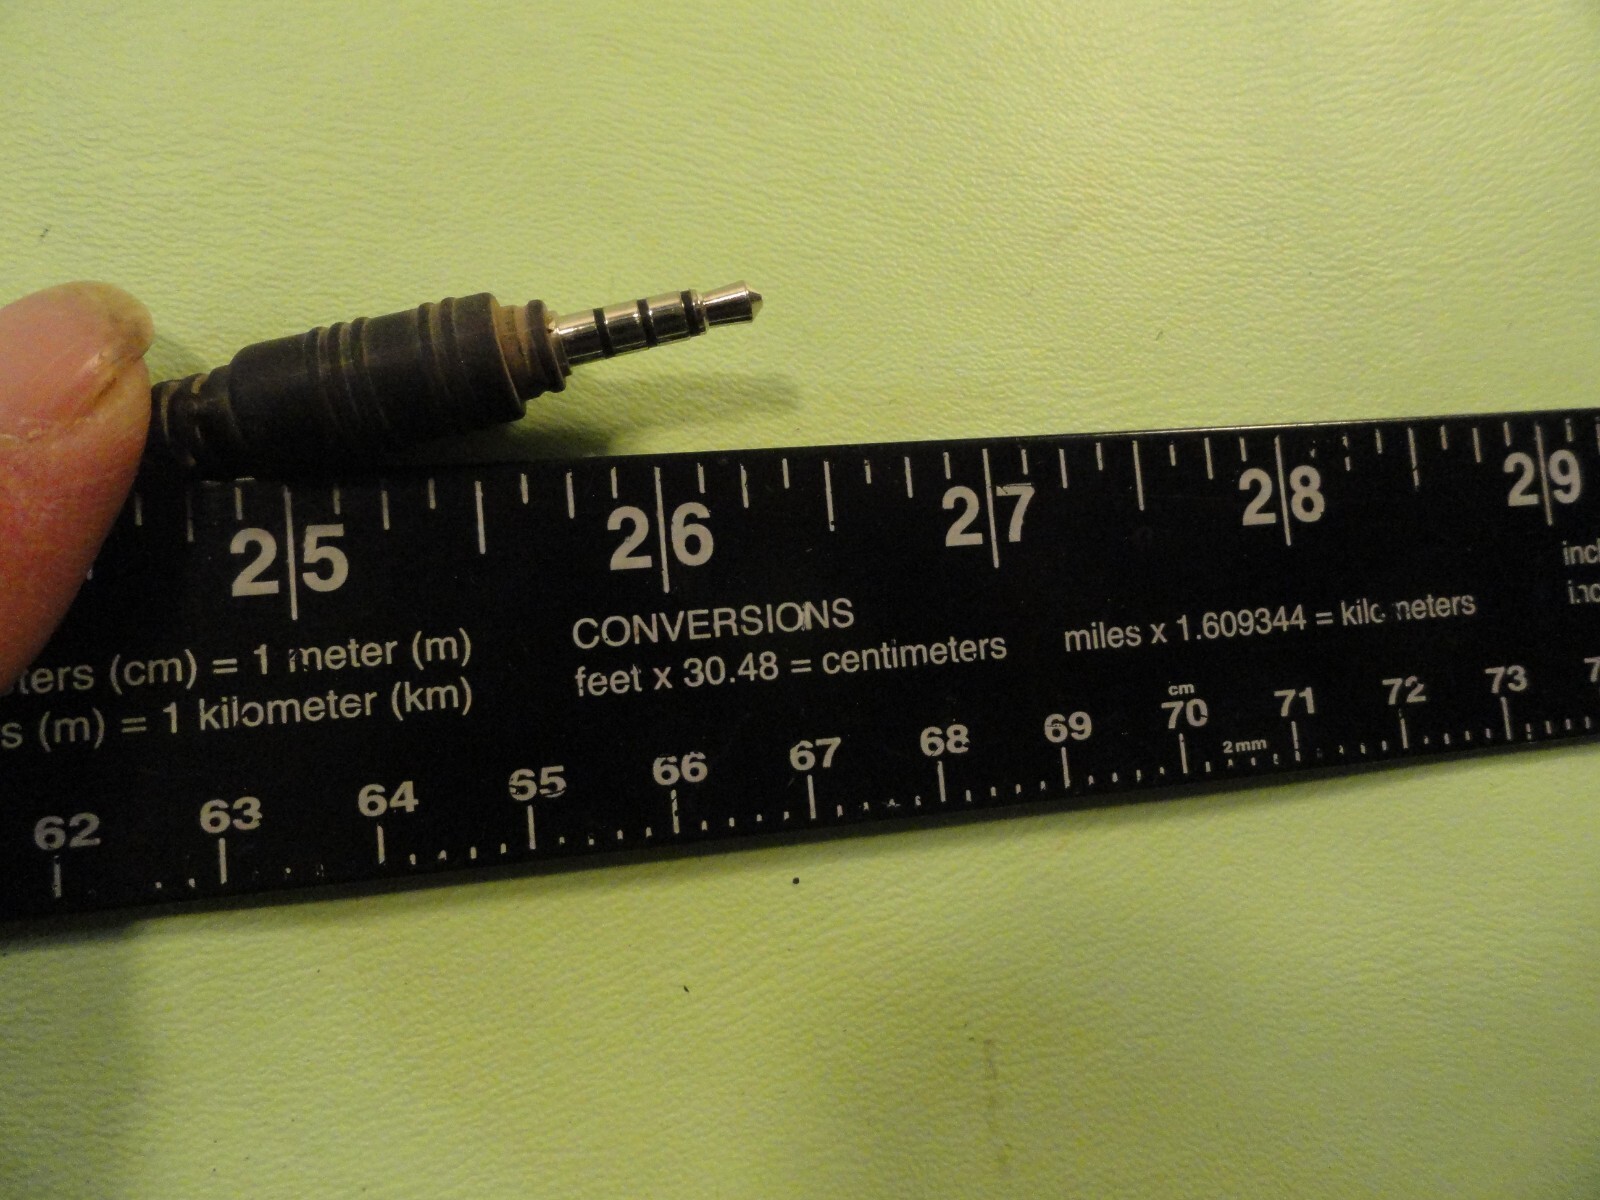 25 26 27 28 29
CONVERSIONS
(cm) = 1 meter (m)
(m) = 1 kilometer (km)
feet x 30.48 = centimeters
miles x 1.609344 = kilometers
cm
62 63 64 65 66 67 68 69 70 71 72 73
2mm